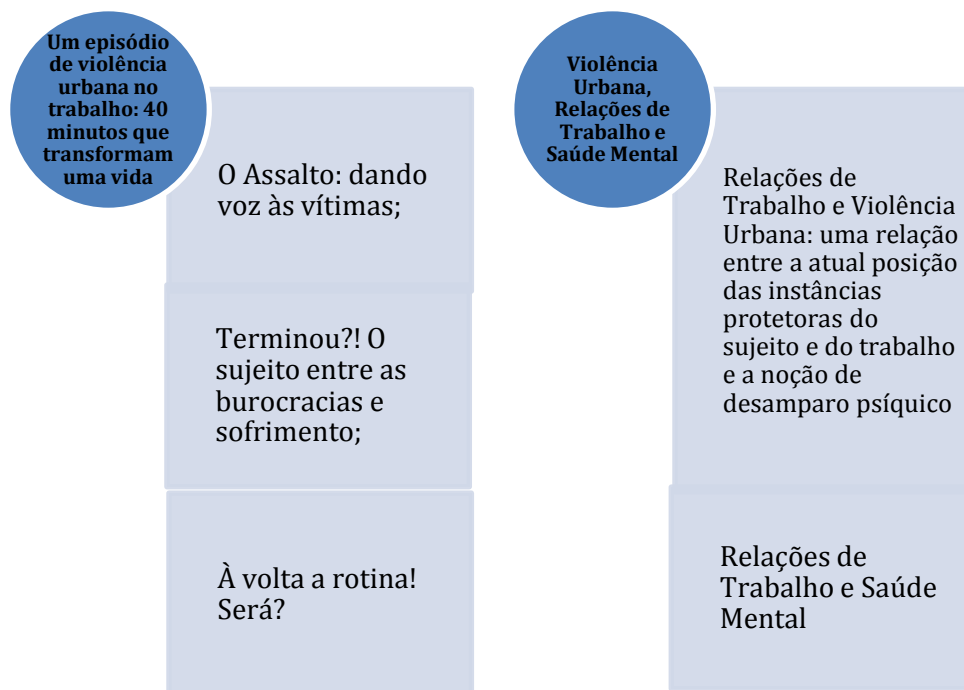 Um episódio
de violência
urbana no
trabalho: 40
minutos que
transformam
uma vida
O Assalto: dando
voz às vítimas;
Terminou?! O
sujeito entre as
burocracias e
sofrimento;
À volta a rotina!
Será?
Violência
Urbana,
Relações de
Trabalho e
Saúde Mental
Relações de
Trabalho e Violência
Urbana: uma relação
entre a atual posição
das instâncias
protetoras do
sujeito e do trabalho
e a noção de
desamparo psíquico
Relações de
Trabalho e Saúde
Mental